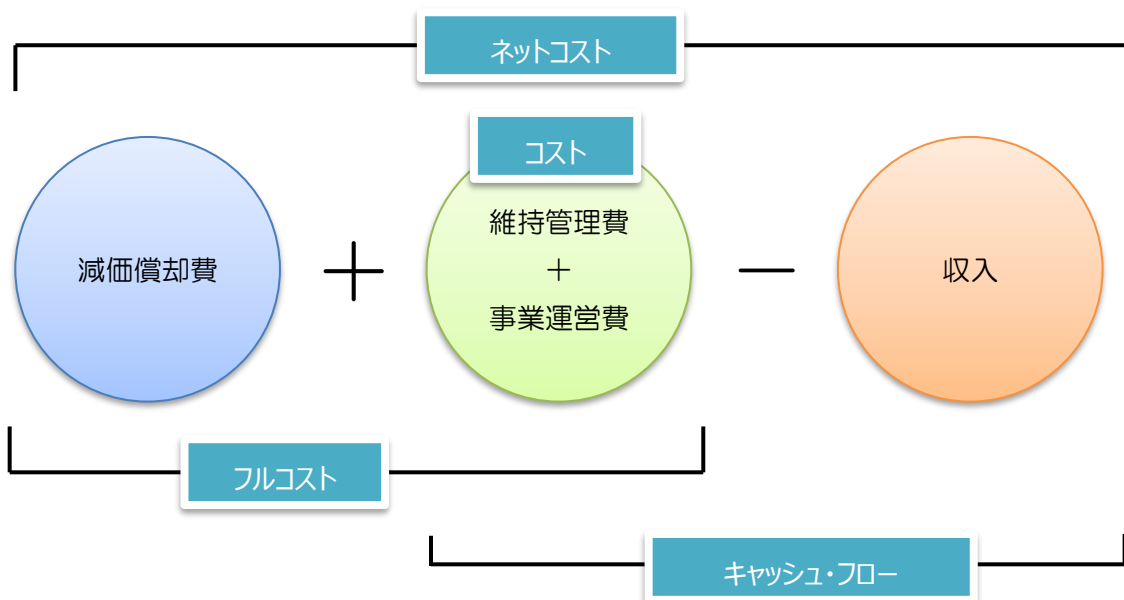 ネットコスト
コスト
減価償却費
＋
維持管理費
＋
事業運営費
－
収入
フルコスト
キャッシュ・フロー